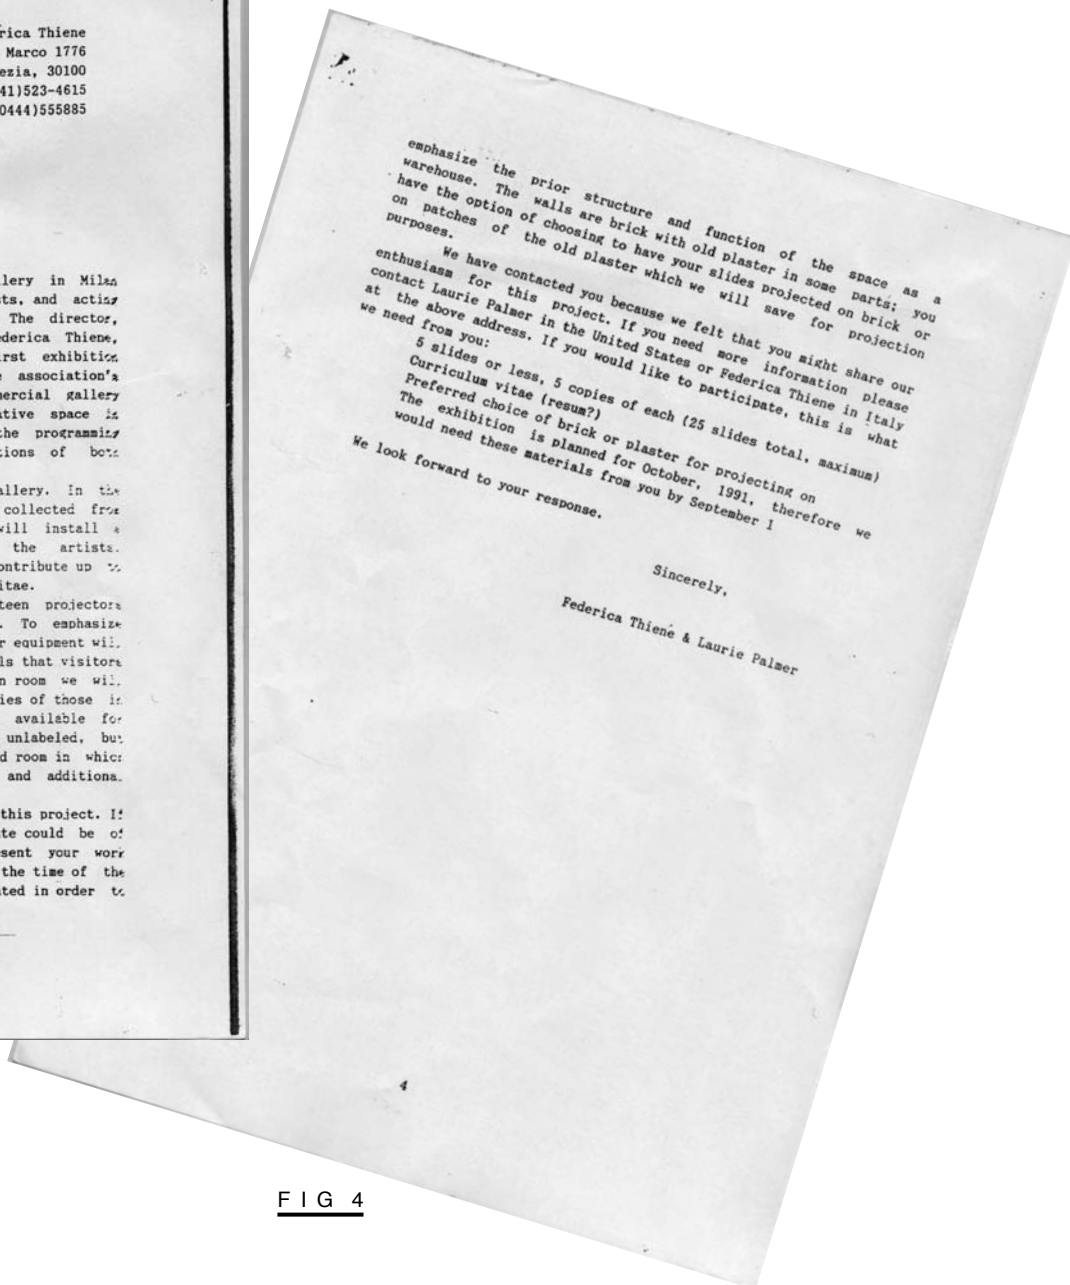 rica Thiene
Marco 1776
ezia, 30100
41)523-4615
0444)555885
llery in Milan
ts, and acting
The director,
ederica Thiene,
irst exhibition
e association's
mercial gallery
ative space is
the programming
tions of both
allery. In the
collected from
will install a
the artists.
ontribute up to
itae.
teen projectors
. To emphasize
r equipment will
ls that visitors
n room we will
ies of those in
available for
unlabeled, but
d room in which
and additional
this project. If
te could be of
sent your work
the time of the
ted in order to
emphasize the prior structure and function of the space as a
warehouse. The walls are brick with old plaster in some parts; you
have the option of choosing to have your slides projected on brick or
on patches of the old plaster which we will save for projection
purposes.
We have contacted you because we felt that you might share our
enthusiasm for this project. If you need more information please
contact Laurie Palmer in the United States or Federica Thiene in Italy
at the above address. If you would like to participate, this is what
we need from you:
5 slides or less, 5 copies of each (25 slides total, maximum)
Curriculum vitae (resum?)
Preferred choice of brick or plaster for projecting on
The exhibition is planned for October, 1991, therefore we
would need these materials from you by September 1
We look forward to your response.
Sincerely,
Federica Thiene & Laurie Palmer
4
FIG 4